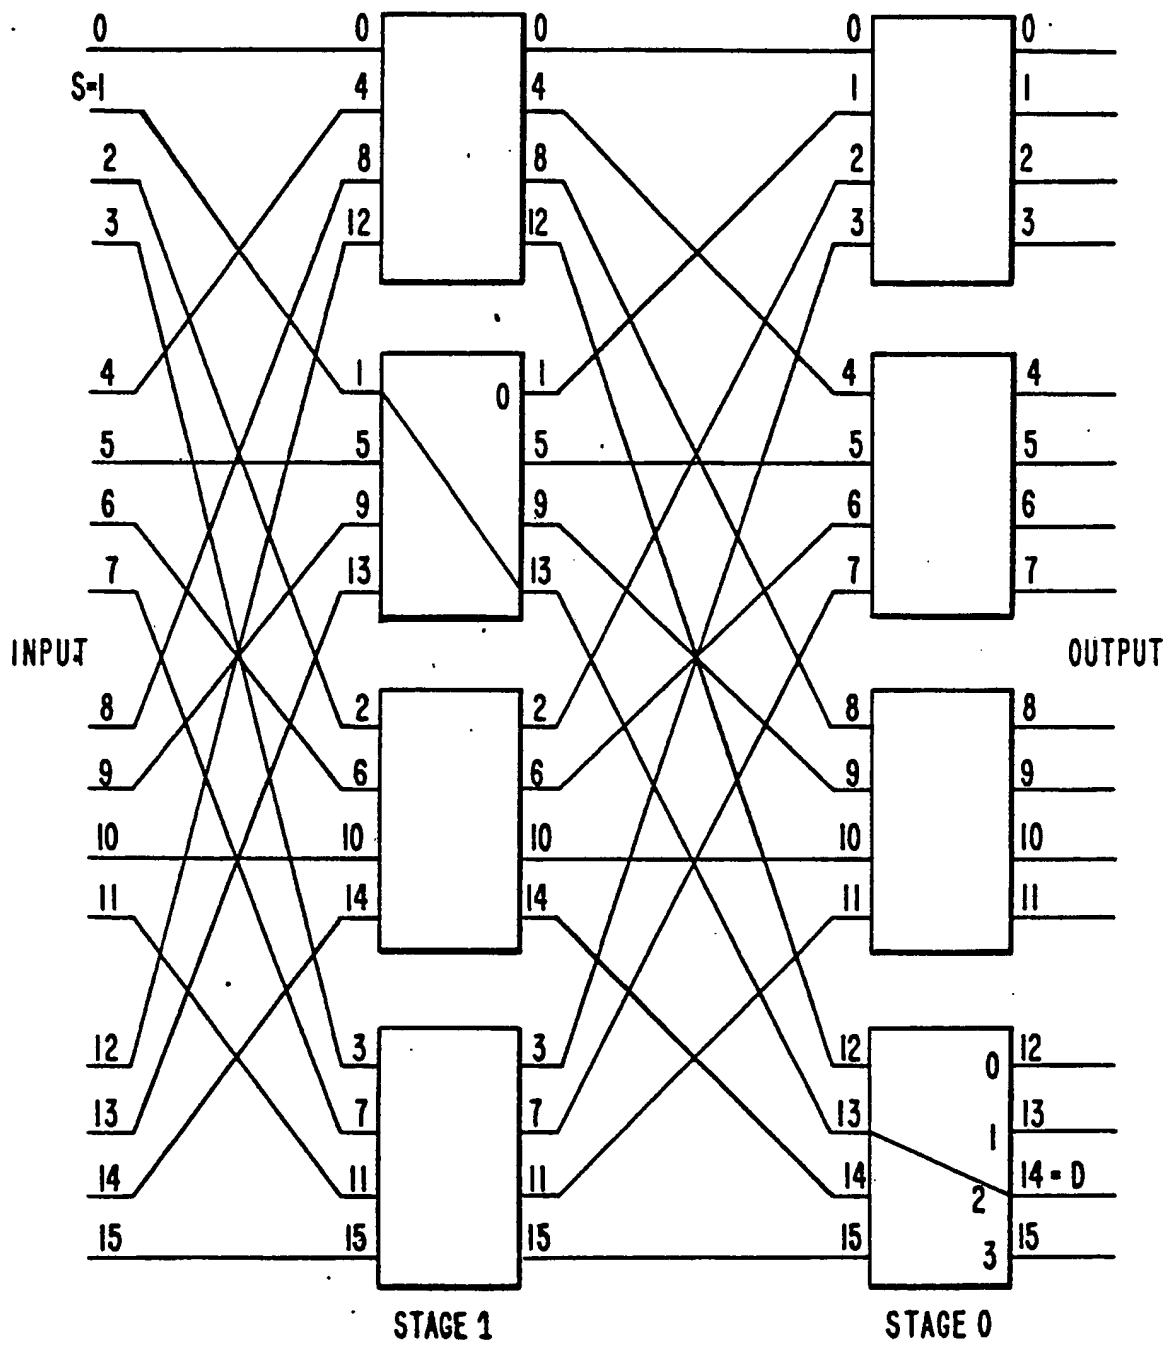 0 0 0 0 0
S=1 4 4 1 1
2 8 8 2 2
3 12 12 3 3
4 1 0 1 4 4
5 5 5 5 5
6 9 9 6 6
7 13 13 7 7
INPUT OUTPUT
8 2 2 8 8
9 6 6 9 9
10 10 10 10 10
11 14 14 11 11
12 3 3 12 0 12
13 7 7 13 1 13
14 11 11 14 2 14 = D
15 15 15 15 3 15
STAGE 1 STAGE 0